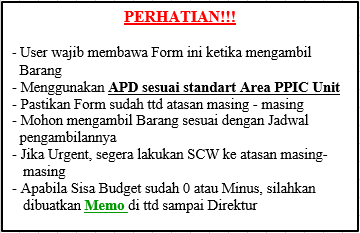 PERHATIAN!!!
- User wajib membawa Form ini ketika mengambil
Barang
- Menggunakan APD sesuai standart Area PPIC Unit
- Pastikan Form sudah ttd atasan masing - masing
- Mohon mengambil Barang sesuai dengan Jadwal
pengambilannya
- Jika Urgent, segera lakukan SCW ke atasan masing-
masing
- Apabila Sisa Budget sudah 0 atau Minus, silahkan
dibuatkan Memo di ttd sampai Direktur